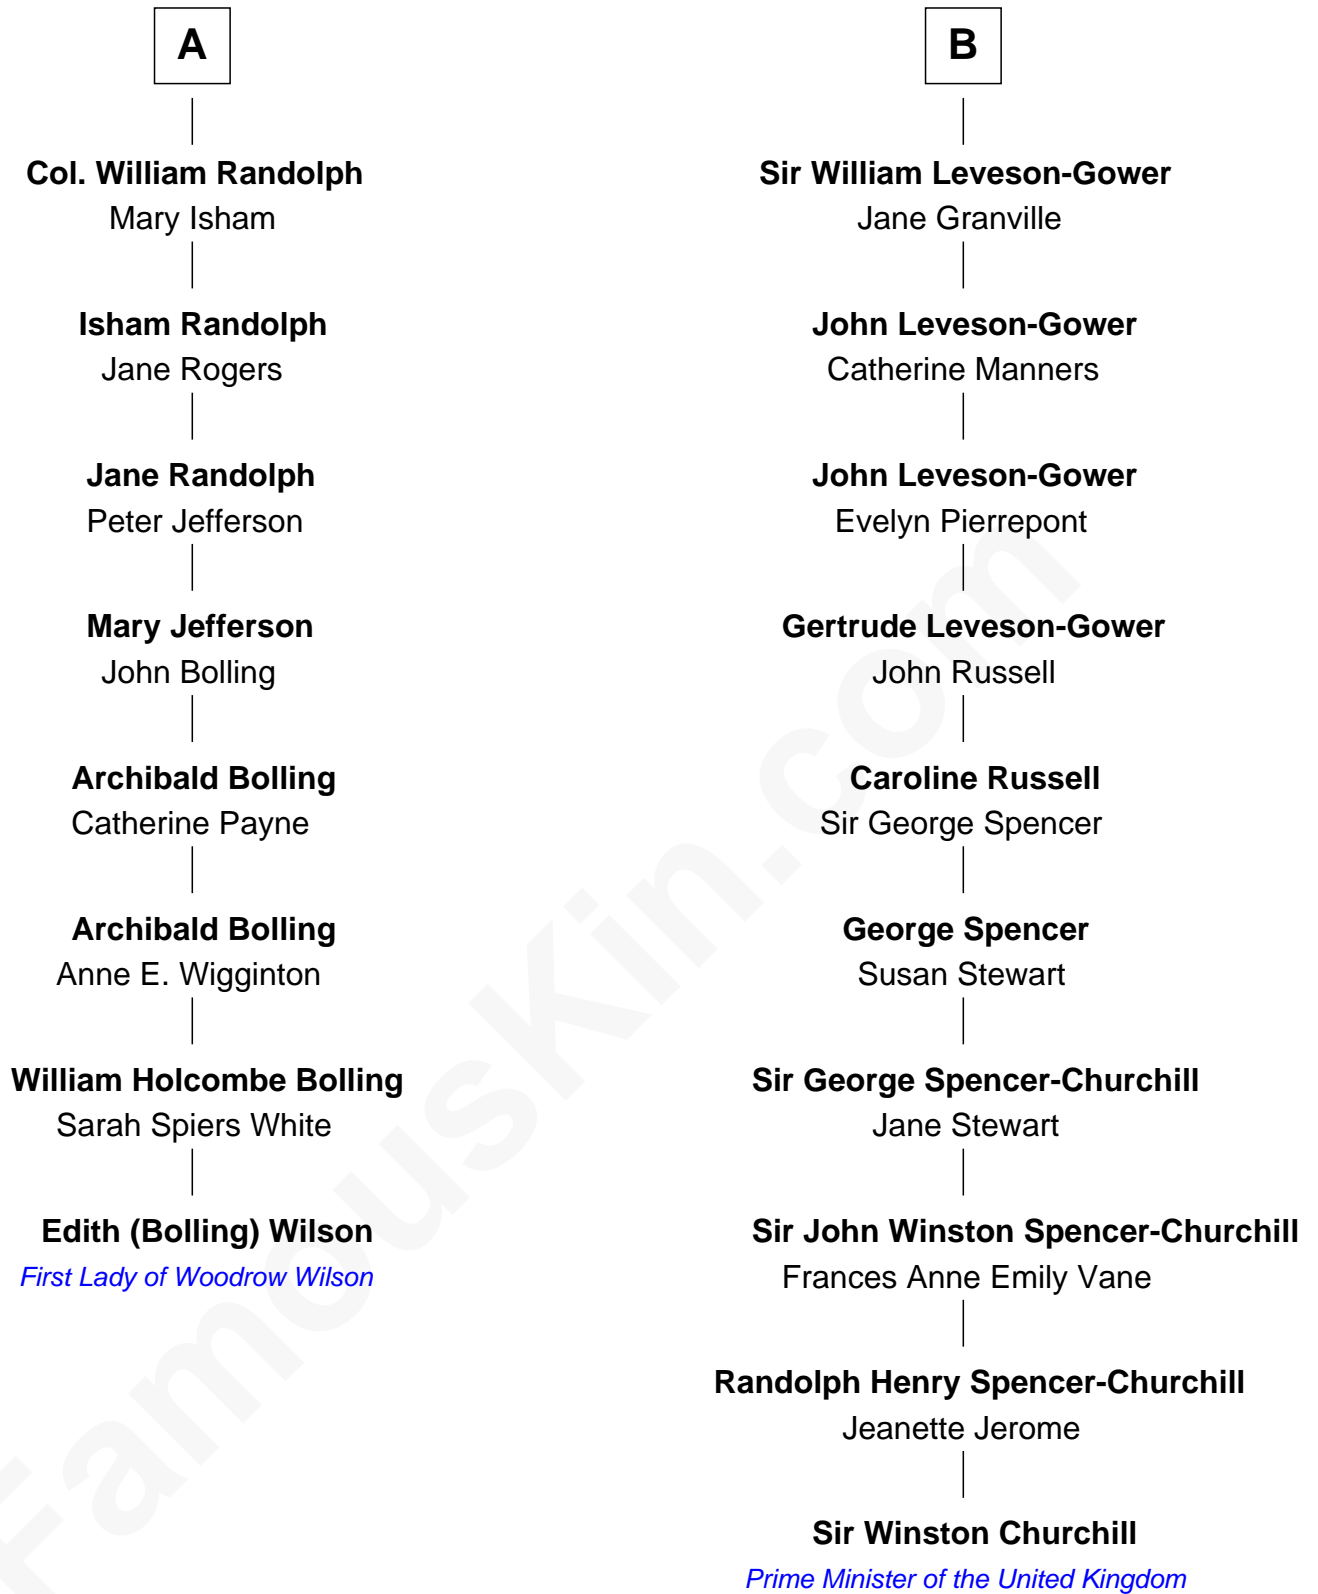 A
Col. William Randolph
Mary Isham
Isham Randolph
Jane Rogers
Jane Randolph
Peter Jefferson
Mary Jefferson
John Bolling
Archibald Bolling
Catherine Payne
Archibald Bolling
Anne E. Wigginton
William Holcombe Bolling
Sarah Spiers White
Edith (Bolling) Wilson
First Lady of Woodrow Wilson
B
Sir William Leveson-Gower
Jane Granville
John Leveson-Gower
Catherine Manners
John Leveson-Gower
Evelyn Pierrepont
Gertrude Leveson-Gower
John Russell
Caroline Russell
Sir George Spencer
George Spencer
Susan Stewart
Sir George Spencer-Churchill
Jane Stewart
Sir John Winston Spencer-Churchill
Frances Anne Emily Vane
Randolph Henry Spencer-Churchill
Jeanette Jerome
Sir Winston Churchill
Prime Minister of the United Kingdom
FamousKin.com